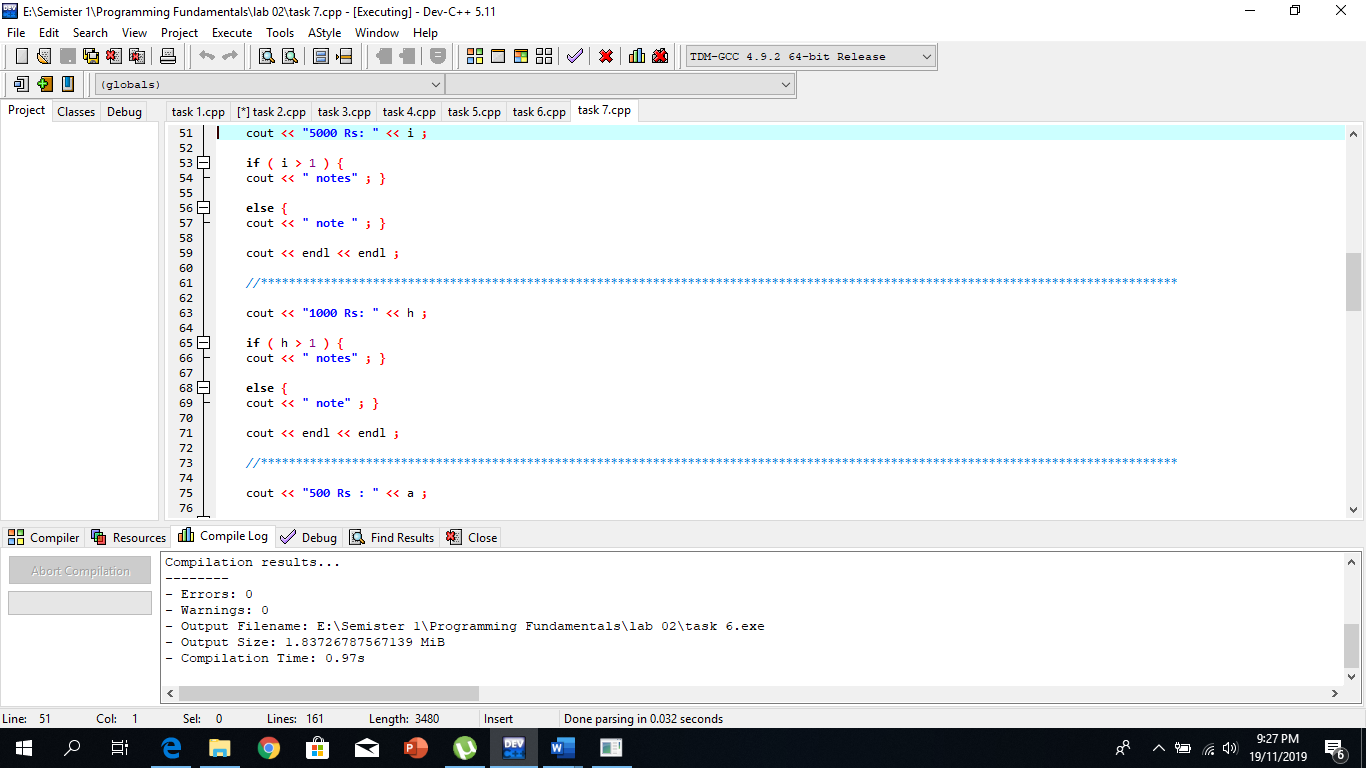 E:\Semister 1\Programming Fundamentals\lab 02\task 7.cpp - [Executing] - Dev-C++ 5.11
File Edit Search View Project Execute Tools AStyle Window Help
TDM-GCC 4.9.2 64-bit Release
(globals)
Project Classes Debug
task 1.cpp [*] task 2.cpp task 3.cpp task 4.cpp task 5.cpp task 6.cpp task 7.cpp
51 cout << "5000 Rs: " << i ;
52
53 if ( i > 1 ) {
54 cout << " notes" ; }
55
56 else {
57 cout << " note " ; }
58
59 cout << endl << endl ;
60
61 //***********************************************************************************************************************************
62
63 cout << "1000 Rs: " << h ;
64
65 if ( h > 1 ) {
66 cout << " notes" ; }
67
68 else {
69 cout << " note" ; }
70
71 cout << endl << endl ;
72
73 //***********************************************************************************************************************************
74
75 cout << "500 Rs : " << a ;
76
Compiler Resources Compile Log Debug Find Results Close
Abort Compilation
Compilation results...
--------
- Errors: 0
- Warnings: 0
- Output Filename: E:\Semister 1\Programming Fundamentals\lab 02\task 6.exe
- Output Size: 1.83726787567139 MiB
- Compilation Time: 0.97s
Line: 51 Col: 1 Sel: 0 Lines: 161 Length: 3480 Insert Done parsing in 0.032 seconds
DEV
9:27 PM
19/11/2019
6